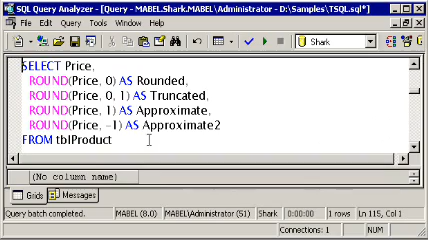 SQL Query Analyzer - [Query - MABEL.Shark.MABEL\Administrator - D:\Samples\TSQL.sql*]
File Edit Query Tools Window Help
Shark
SELECT Price,
ROUND(Price, 0) AS Rounded,
ROUND(Price, 0, 1) AS Truncated,
ROUND(Price, 1) AS Approximate,
ROUND(Price, -1) AS Approximate2
FROM tblProduct
(No column name)
Grids Messages
Query batch completed. MABEL (8.0) MABEL\Administrator (51) Shark 0:00:00 1 rows Ln 115, Col 1
Connections: 1 NUM